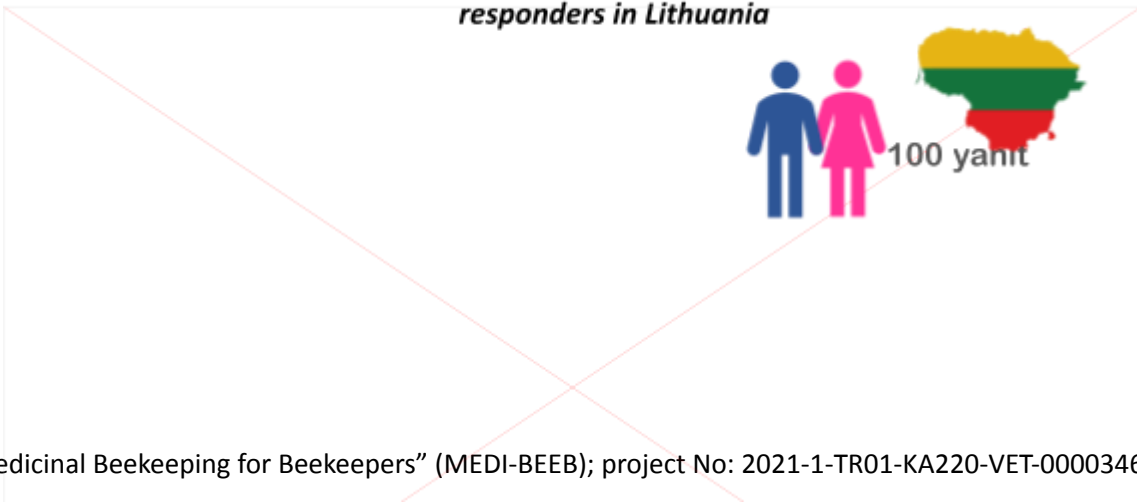 responders in Lithuania
100 yanıt
edicinal Beekeeping for Beekeepers” (MEDI-BEEB); project No: 2021-1-TR01-KA220-VET-0000346